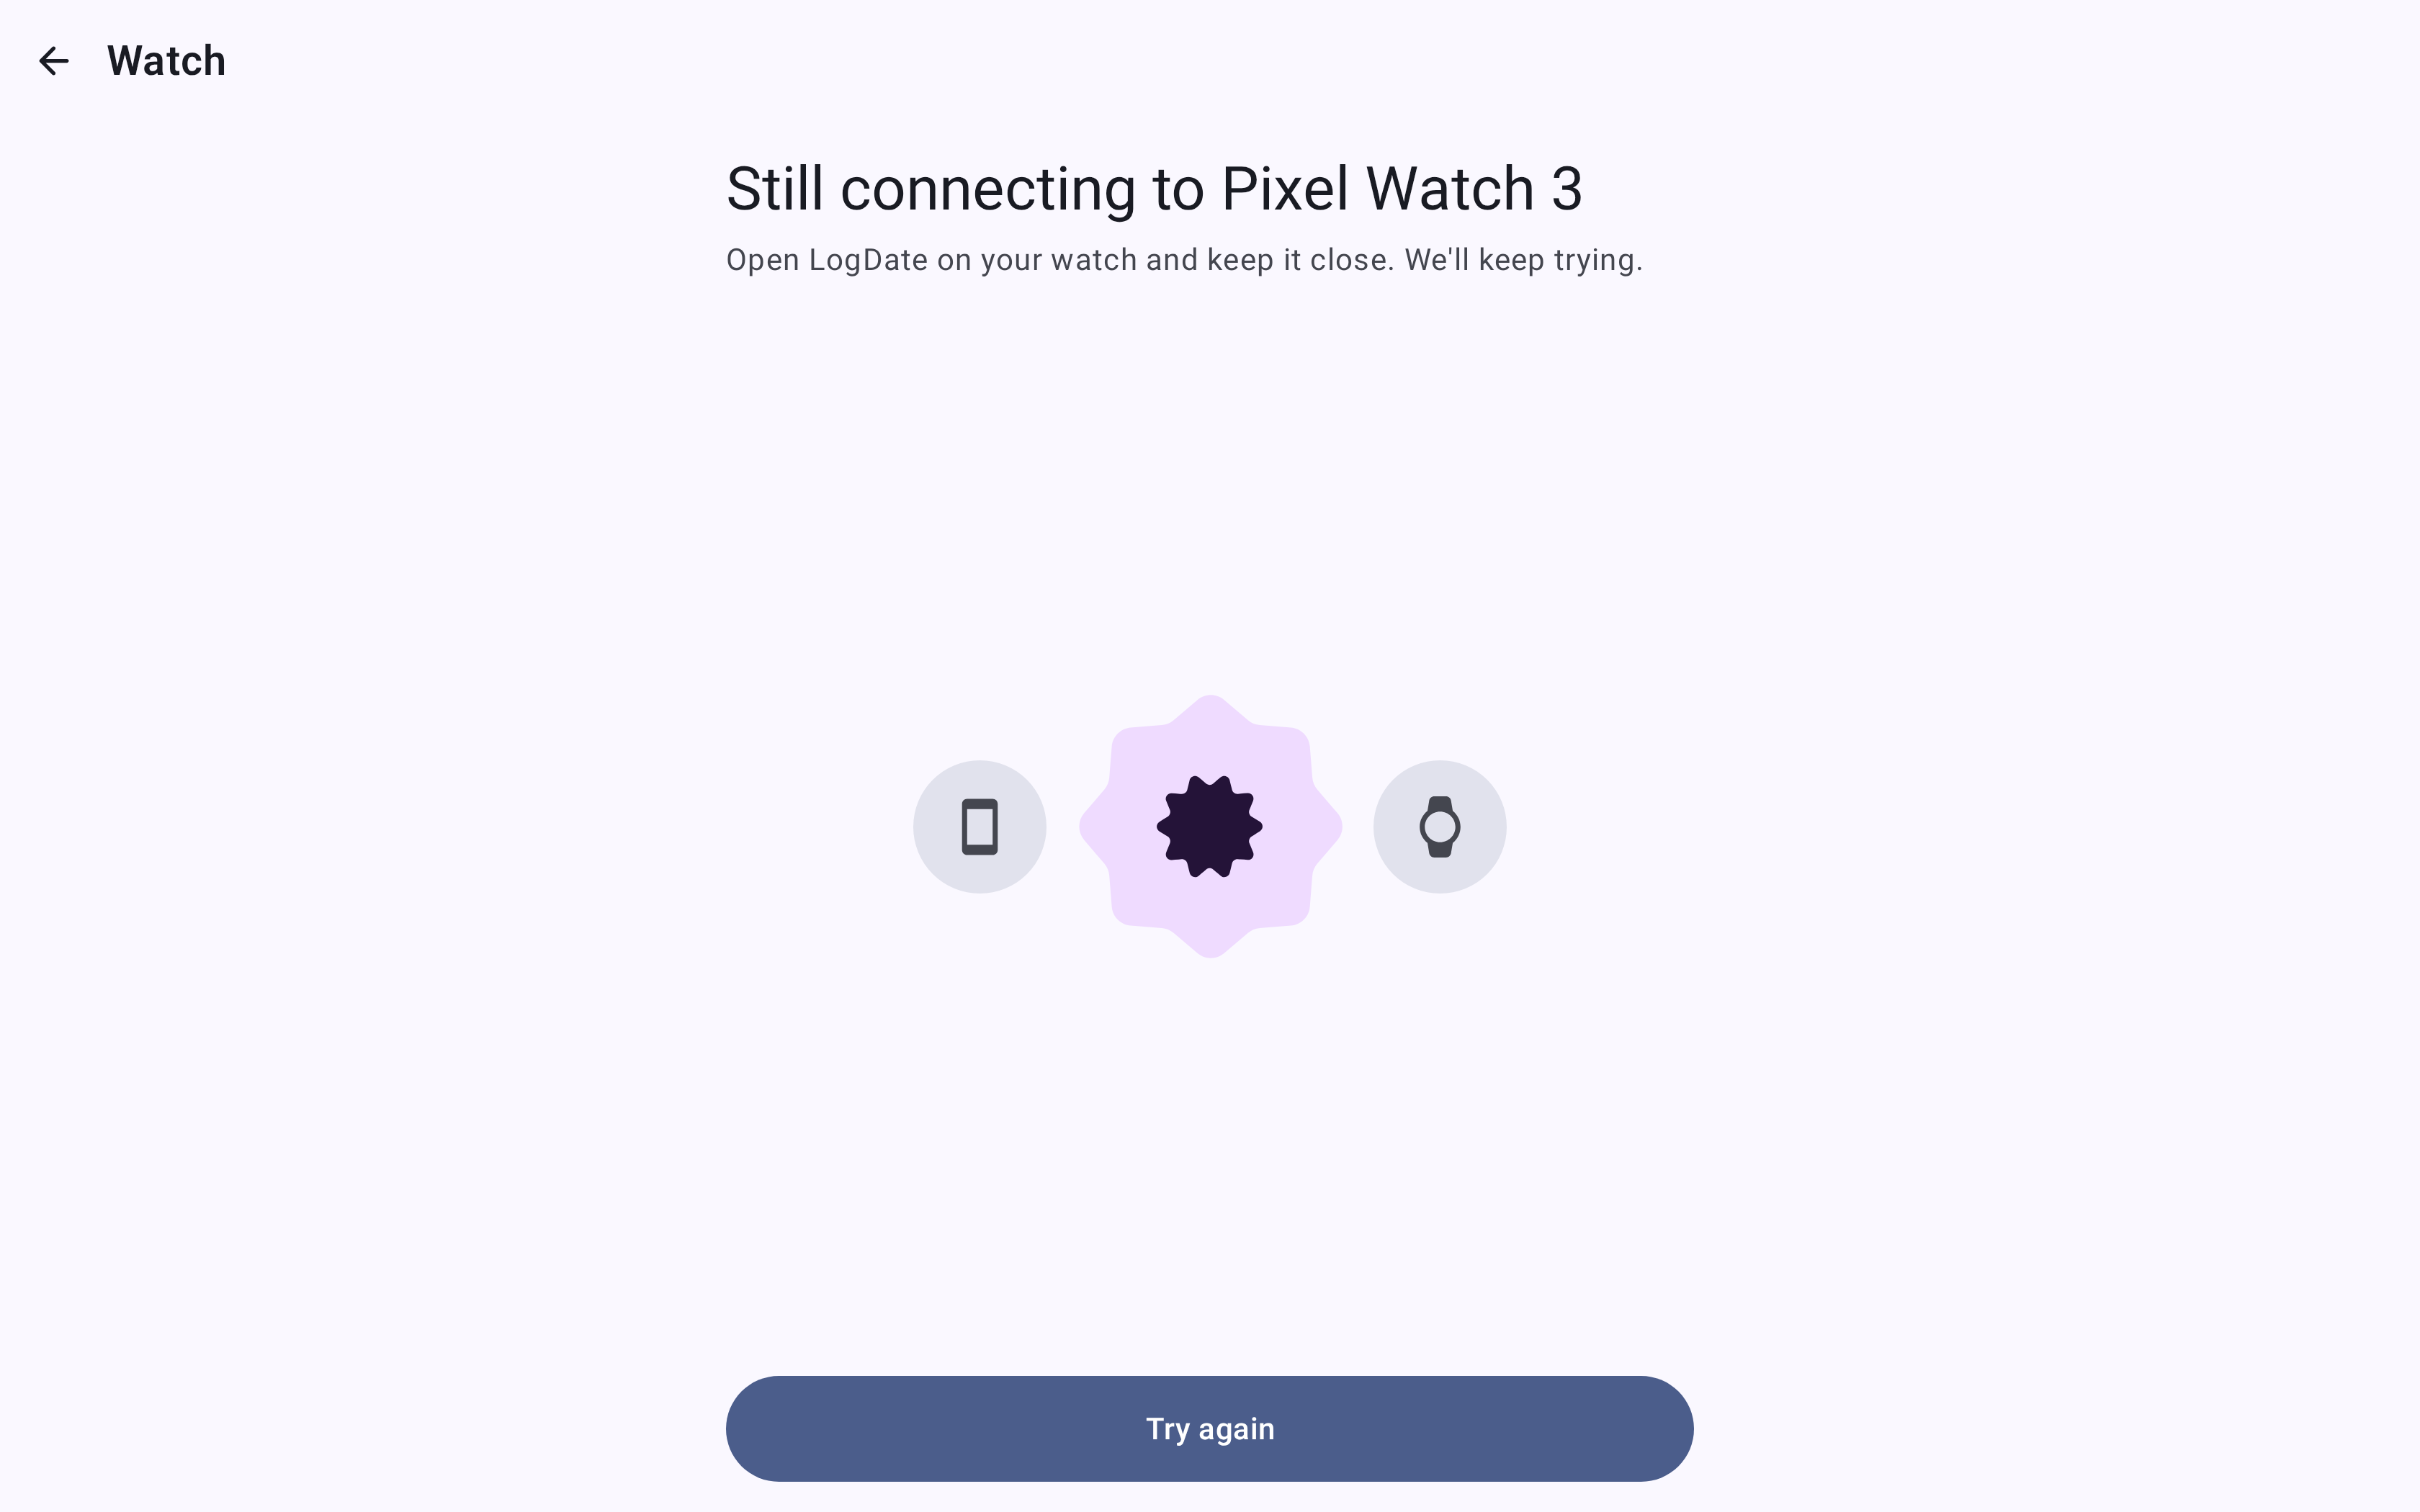 Watch
Still connecting to Pixel Watch 3
Open LogDate on your watch and keep it close. We'll keep trying.
Try again